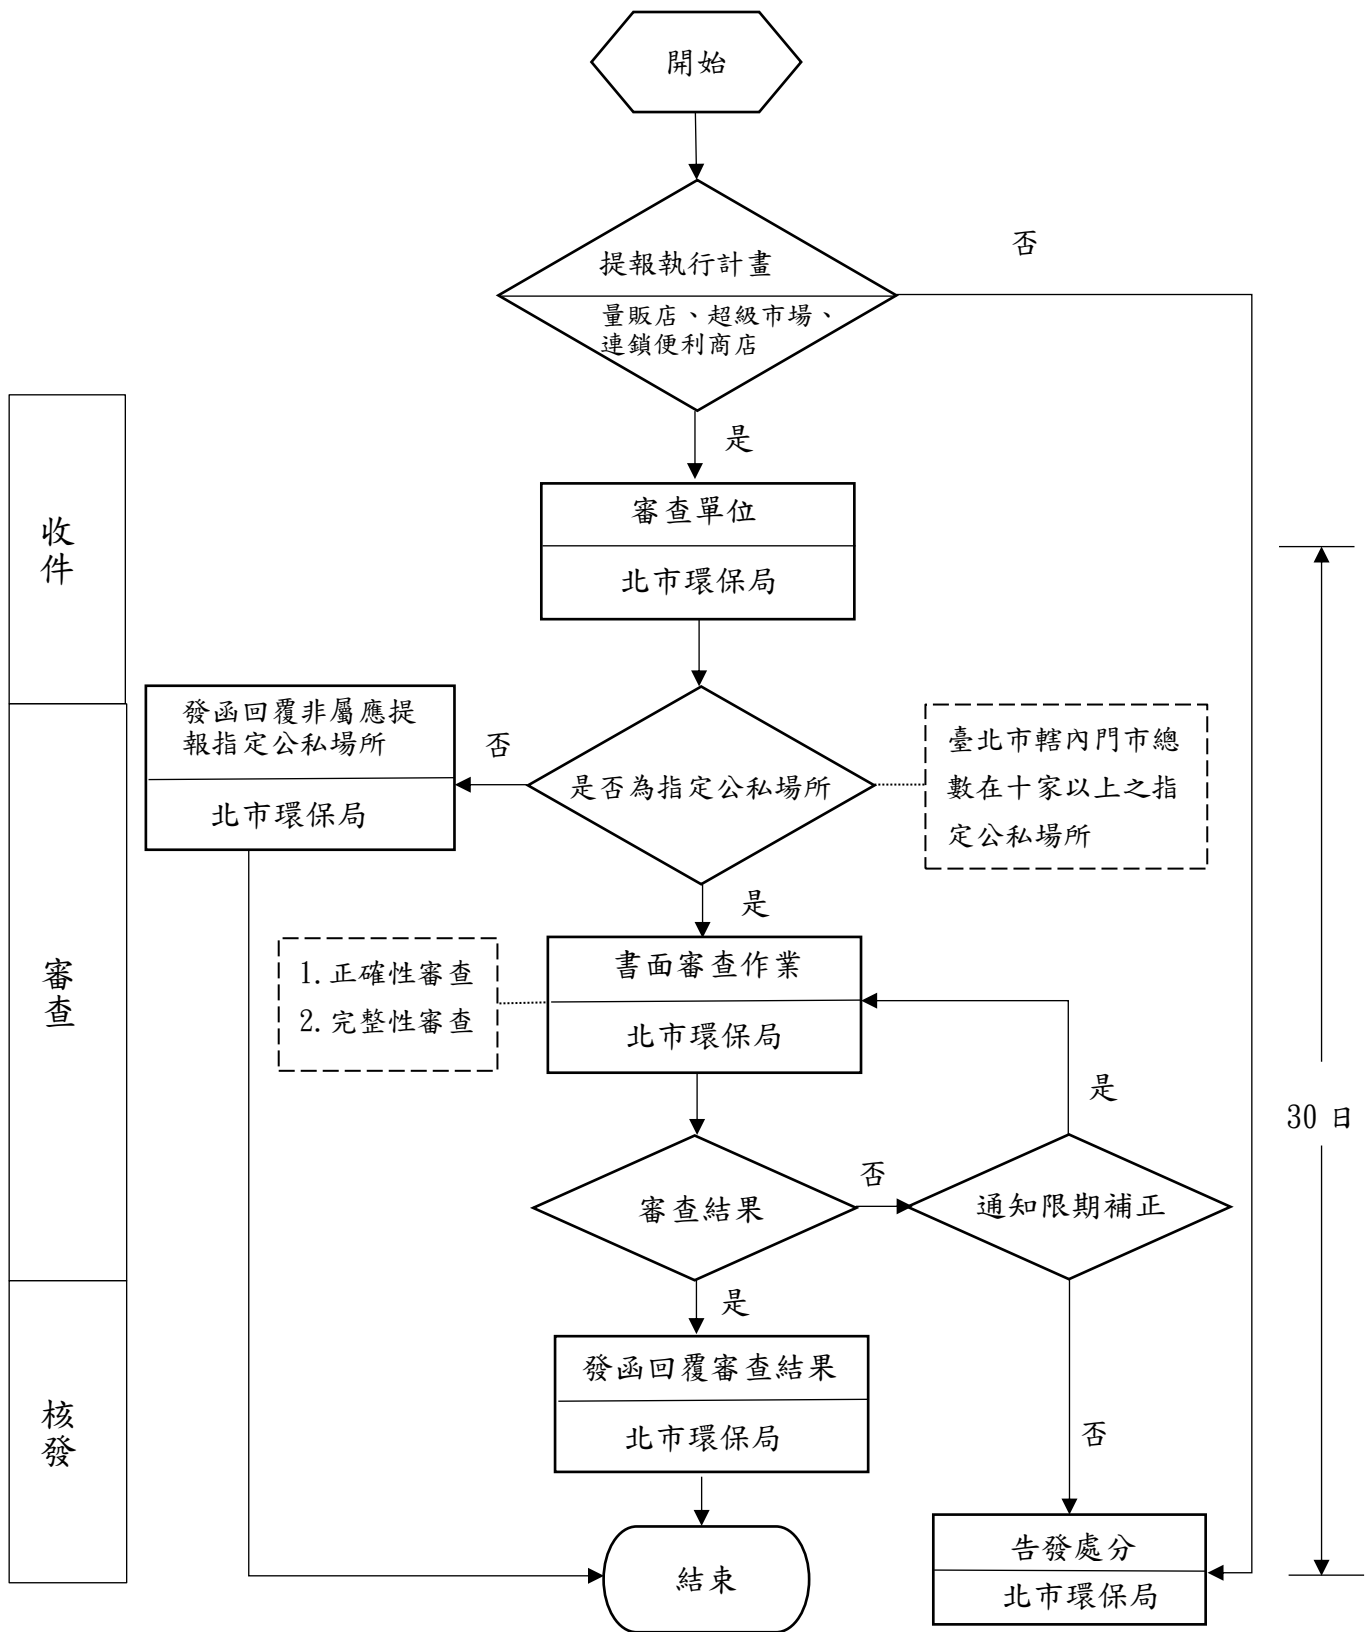 開始
否
提報執行計畫
量販店、超級市場、
連鎖便利商店
是
收
件
審查單位
北市環保局
發函回覆非屬應提
報指定公私場所
北市環保局
否
是否為指定公私場所
臺北市轄內門市總
數在十家以上之指
定公私場所
是
審
查
1.正確性審查
2.完整性審查
書面審查作業
北市環保局
是
30 日
審查結果
否
通知限期補正
是
核
發
發函回覆審查結果
北市環保局
否
結束
告發處分
北市環保局